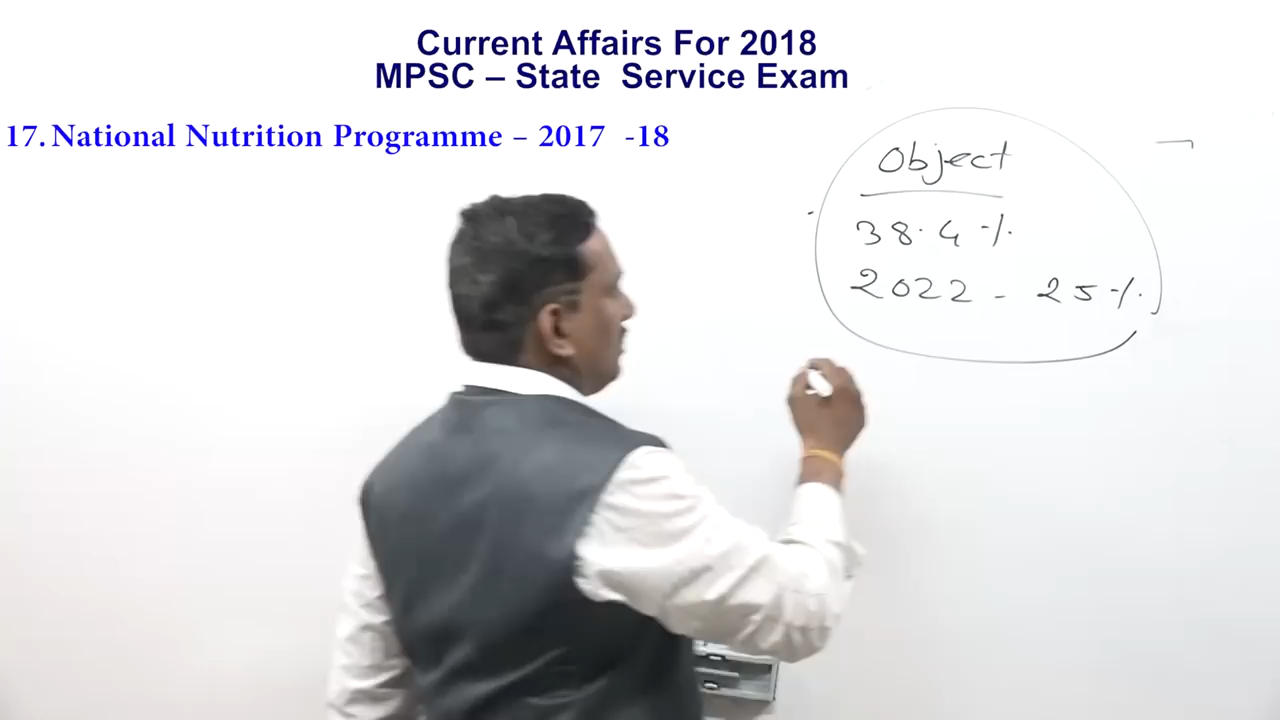 Current Affairs For 2018
MPSC – State Service Exam
17. National Nutrition Programme – 2017 -18
Object
38.4 %
2022 - 25 %